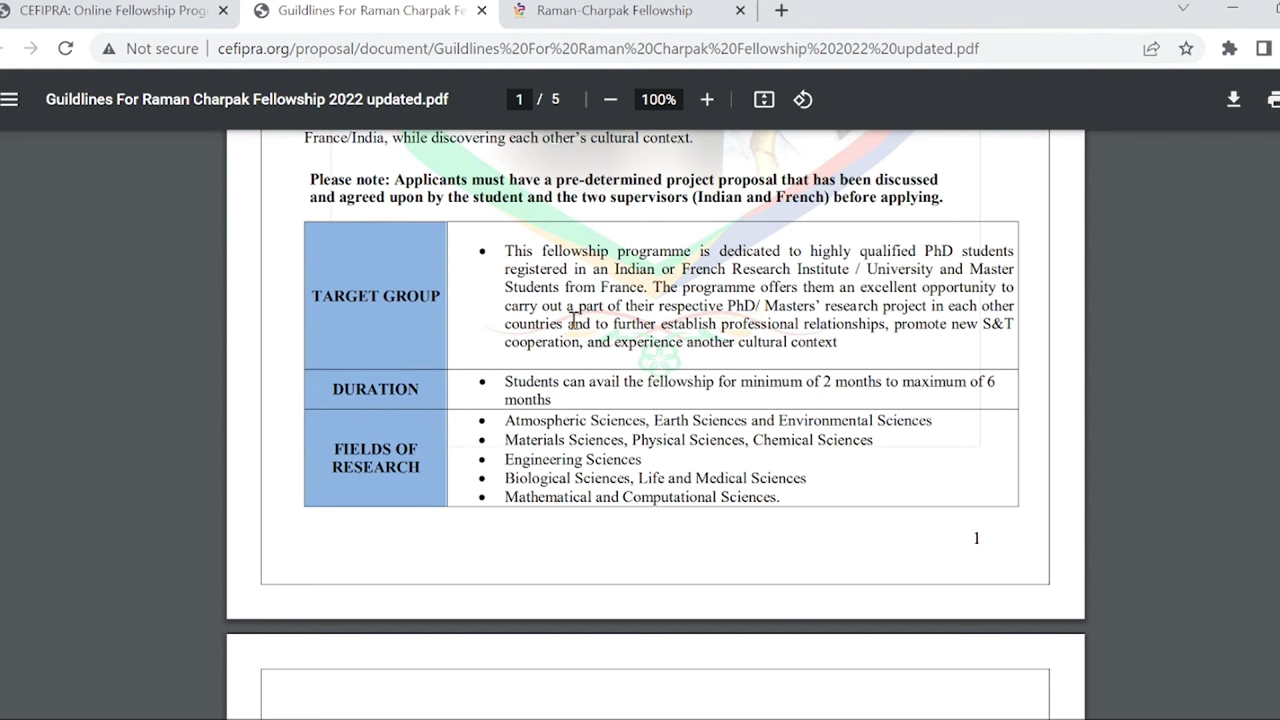 CEFIPRA: Online Fellowship Prog
Guildlines For Raman Charpak Fe
Raman-Charpak Fellowship
Not secure
cefipra.org/proposal/document/Guildlines%20For%20Raman%20Charpak%20Fellowship%202022%20updated.pdf
Guildlines For Raman Charpak Fellowship 2022 updated.pdf
1 / 5
100%
France/India, while discovering each other's cultural context.
Please note: Applicants must have a pre-determined project proposal that has been discussed
and agreed upon by the student and the two supervisors (Indian and French) before applying.
TARGET GROUP
• This fellowship programme is dedicated to highly qualified PhD students
registered in an Indian or French Research Institute / University and Master
Students from France. The programme offers them an excellent opportunity to
carry out a part of their respective PhD/ Masters' research project in each other
countries and to further establish professional relationships, promote new S&T
cooperation, and experience another cultural context
DURATION
• Students can avail the fellowship for minimum of 2 months to maximum of 6
months
FIELDS OF
RESEARCH
• Atmospheric Sciences, Earth Sciences and Environmental Sciences
• Materials Sciences, Physical Sciences, Chemical Sciences
• Engineering Sciences
• Biological Sciences, Life and Medical Sciences
• Mathematical and Computational Sciences.
1